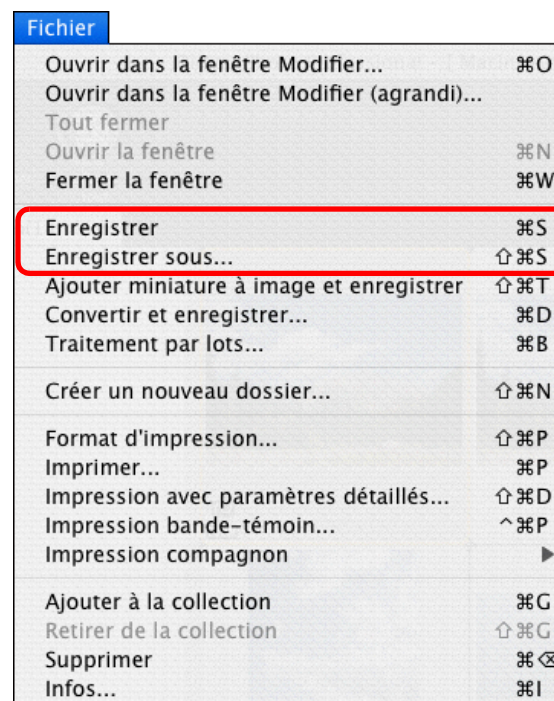 Fichier
Ouvrir dans la fenêtre Modifier... ⌘O
Ouvrir dans la fenêtre Modifier (agrandi)...
Tout fermer
Ouvrir la fenêtre ⌘N
Fermer la fenêtre ⌘W
Enregistrer ⌘S
Enregistrer sous... ⇧⌘S
Ajouter miniature à image et enregistrer ⇧⌘T
Convertir et enregistrer... ⌘D
Traitement par lots... ⌘B
Créer un nouveau dossier... ⇧⌘N
Format d'impression... ⇧⌘P
Imprimer... ⌘P
Impression avec paramètres détaillés... ⇧⌘D
Impression bande-témoin... ^⌘P
Impression compagnon ▶
Ajouter à la collection ⌘G
Retirer de la collection ⇧⌘G
Supprimer ⌘⌫
Infos... ⌘I